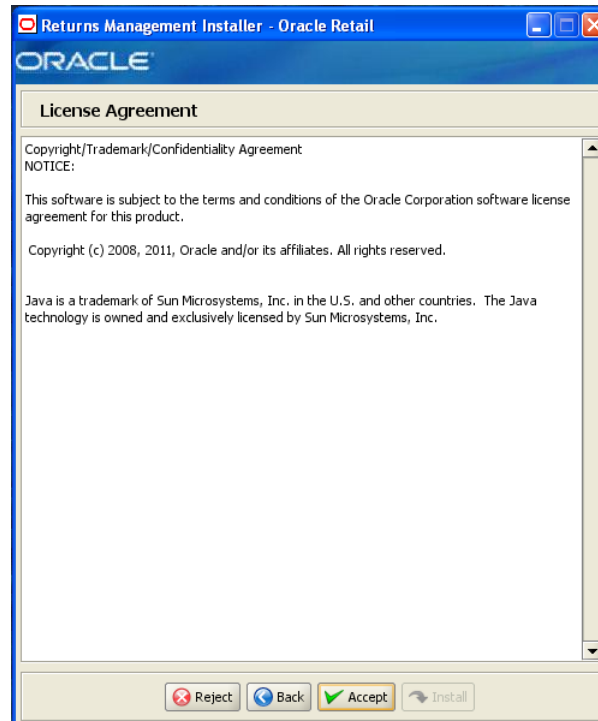 Returns Management Installer - Oracle Retail
ORACLE
License Agreement
Copyright/Trademark/Confidentiality Agreement
NOTICE:
This software is subject to the terms and conditions of the Oracle Corporation software license
agreement for this product.
Copyright (c) 2008, 2011, Oracle and/or its affiliates. All rights reserved.
Java is a trademark of Sun Microsystems, Inc. in the U.S. and other countries. The Java
technology is owned and exclusively licensed by Sun Microsystems, Inc.
Reject Back Accept Install